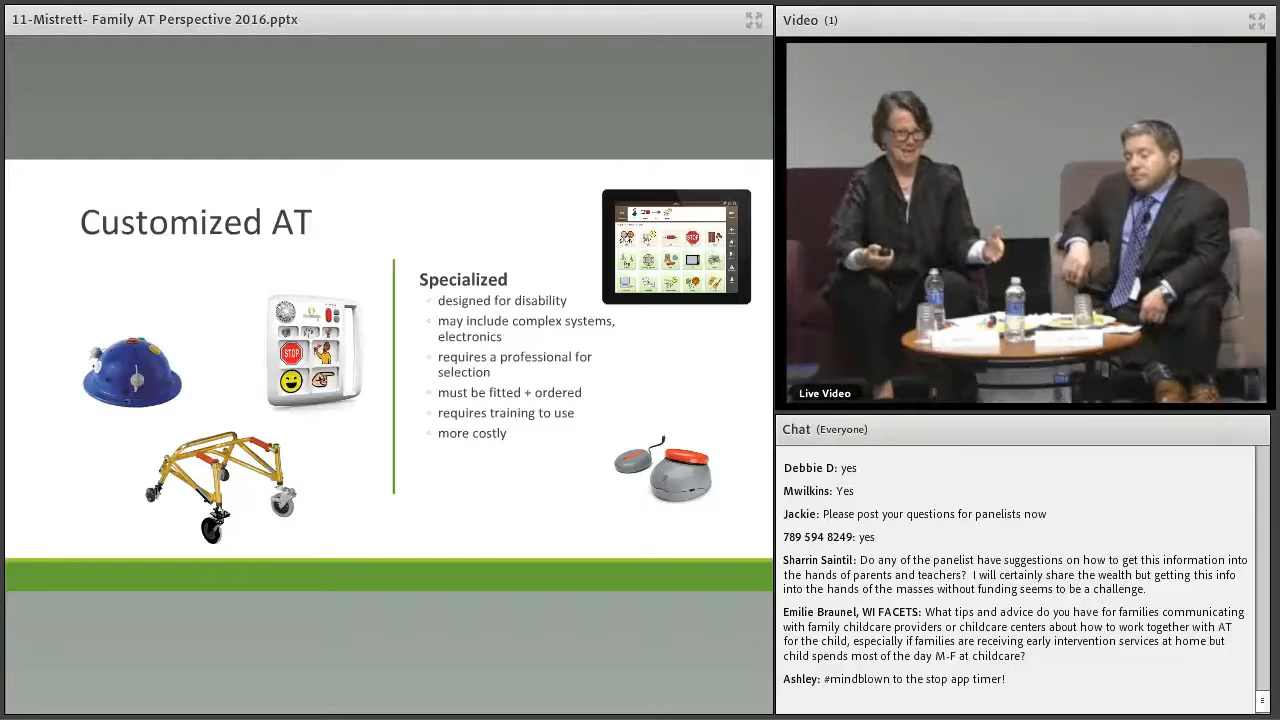 11-Mistrett- Family AT Perspective 2016.pptx
Customized AT
Specialized
designed for disability
may include complex systems,
electronics
requires a professional for
selection
must be fitted + ordered
requires training to use
more costly
STOP
STOP
Video (1)
Live Video
Chat (Everyone)
Debbie D: yes
Mwilkins: Yes
Jackie: Please post your questions for panelists now
789 594 8249: yes
Sharrin Saintil: Do any of the panelist have suggestions on how to get this information into
the hands of parents and teachers? I will certainly share the wealth but getting this info
into the hands of the masses without funding seems to be a challenge.
Emilie Braunel, WI FACETS: What tips and advice do you have for families communicating
with family childcare providers or childcare centers about how to work together with AT
for the child, especially if families are receiving early intervention services at home but
child spends most of the day M-F at childcare?
Ashley: #mindblown to the stop app timer!